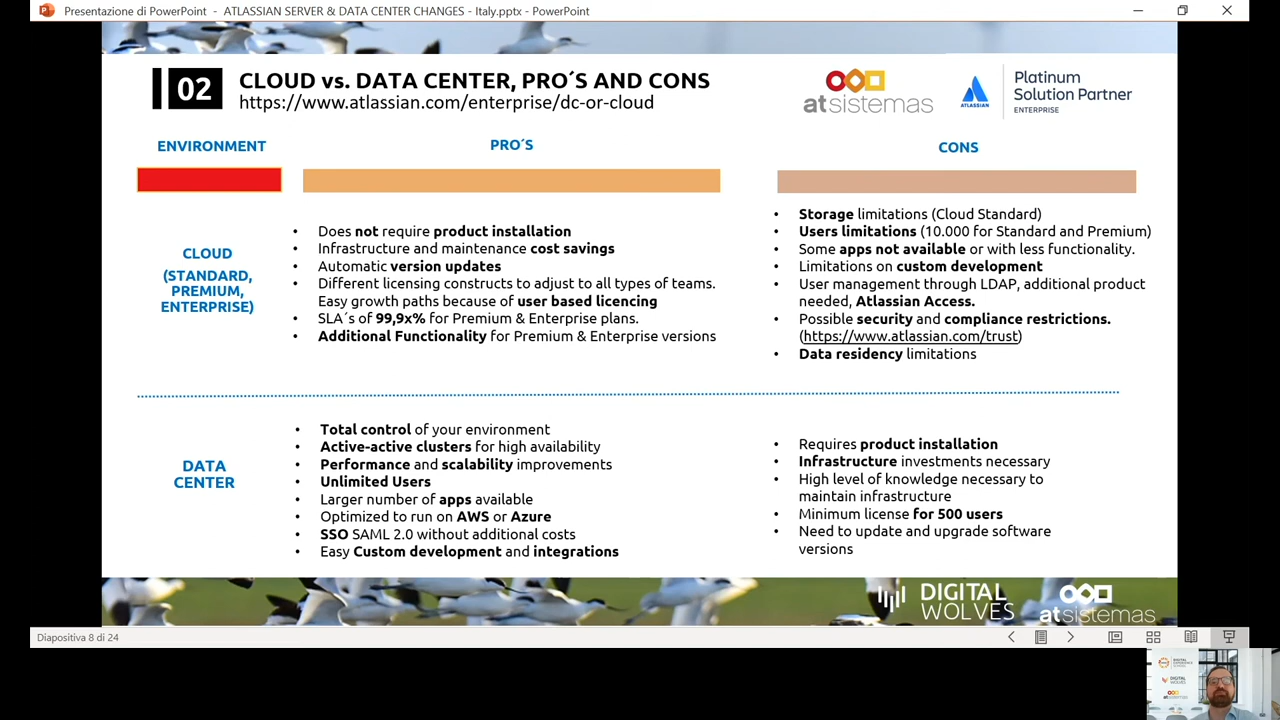 Presentazione di PowerPoint - ATLASSIAN SERVER & DATA CENTER CHANGES - Italy.pptx - PowerPoint
02
CLOUD vs. DATA CENTER, PRO´S AND CONS
https://www.atlassian.com/enterprise/dc-or-cloud
atsistemas
ATLASSIAN
Platinum
Solution Partner
ENTERPRISE
ENVIRONMENT
PRO´S
CONS
CLOUD
(STANDARD,
PREMIUM,
ENTERPRISE)
• Does not require product installation
• Infrastructure and maintenance cost savings
• Automatic version updates
• Different licensing constructs to adjust to all types of teams.
Easy growth paths because of user based licencing
• SLA´s of 99,9x% for Premium & Enterprise plans.
• Additional Functionality for Premium & Enterprise versions
• Storage limitations (Cloud Standard)
• Users limitations (10.000 for Standard and Premium)
• Some apps not available or with less functionality.
• Limitations on custom development
• User management through LDAP, additional product
needed, Atlassian Access.
• Possible security and compliance restrictions.
(https://www.atlassian.com/trust)
• Data residency limitations
DATA
CENTER
• Total control of your environment
• Active-active clusters for high availability
• Performance and scalability improvements
• Unlimited Users
• Larger number of apps available
• Optimized to run on AWS or Azure
• SSO SAML 2.0 without additional costs
• Easy Custom development and integrations
• Requires product installation
• Infrastructure investments necessary
• High level of knowledge necessary to
maintain infrastructure
• Minimum license for 500 users
• Need to update and upgrade software
versions
DIGITAL
WOLVES
atsistemas
Diapositiva 8 di 24
DIGITAL
WOLVES